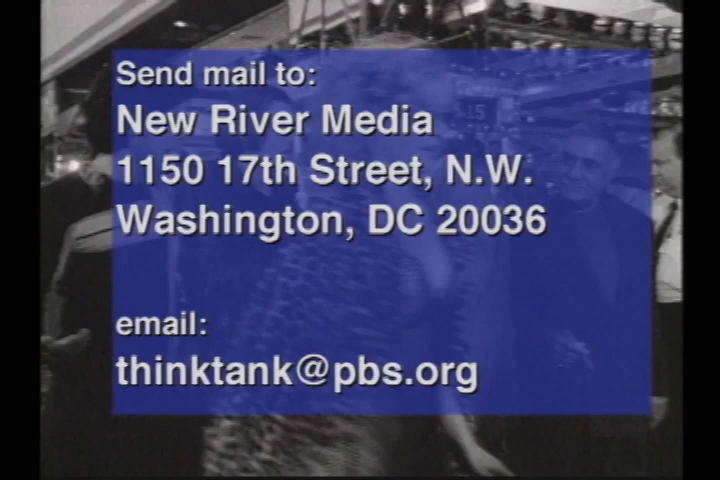 Send mail to:
New River Media
1150 17th Street, N.W.
Washington, DC 20036
email:
thinktank@pbs.org